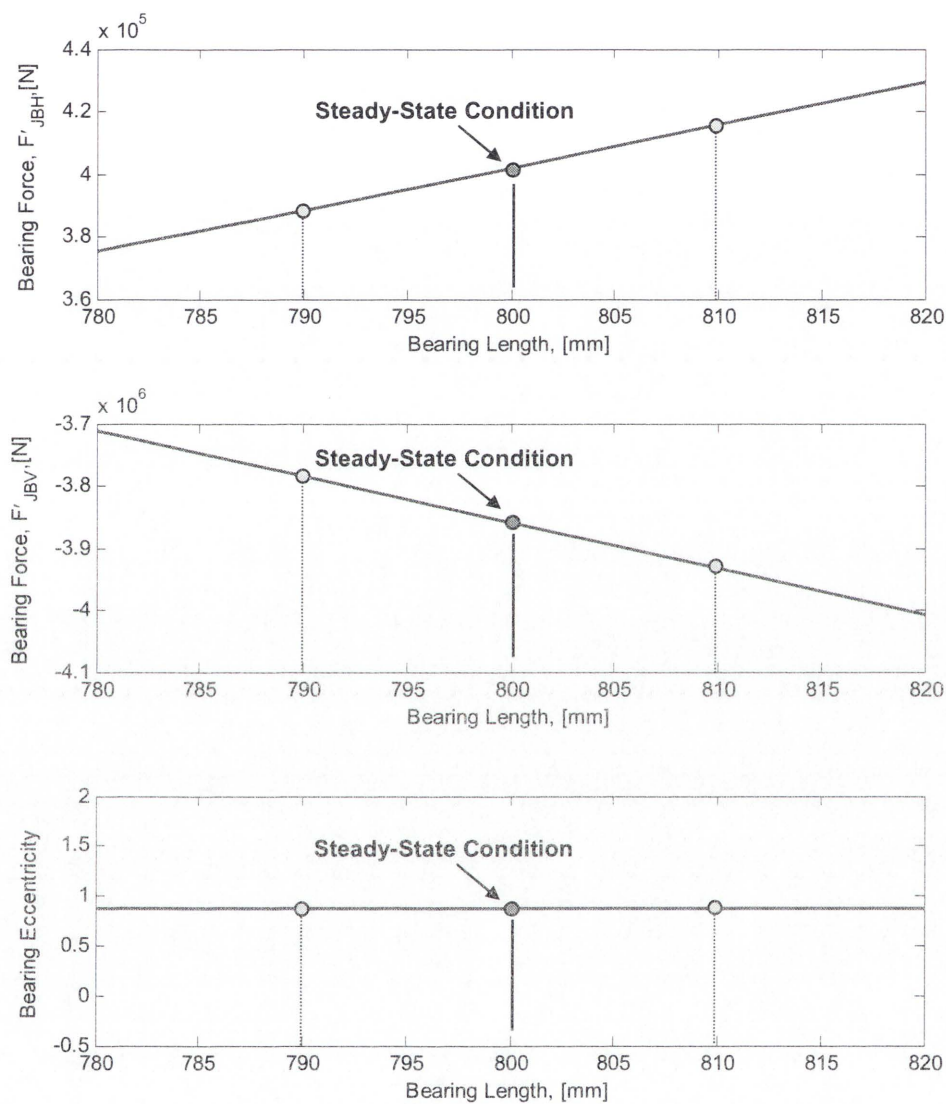 x 10⁵
4.4
4.2
4
3.8
3.6
Bearing Force, F'JBH,[N]
Steady-State Condition
780 785 790 795 800 805 810 815 820
Bearing Length, [mm]
x 10⁶
-3.7
-3.8
-3.9
-4
-4.1
Bearing Force, F'JBV,[N]
Steady-State Condition
780 785 790 795 800 805 810 815 820
Bearing Length, [mm]
2
1.5
1
0.5
0
-0.5
Bearing Eccentricity
Steady-State Condition
780 785 790 795 800 805 810 815 820
Bearing Length, [mm]